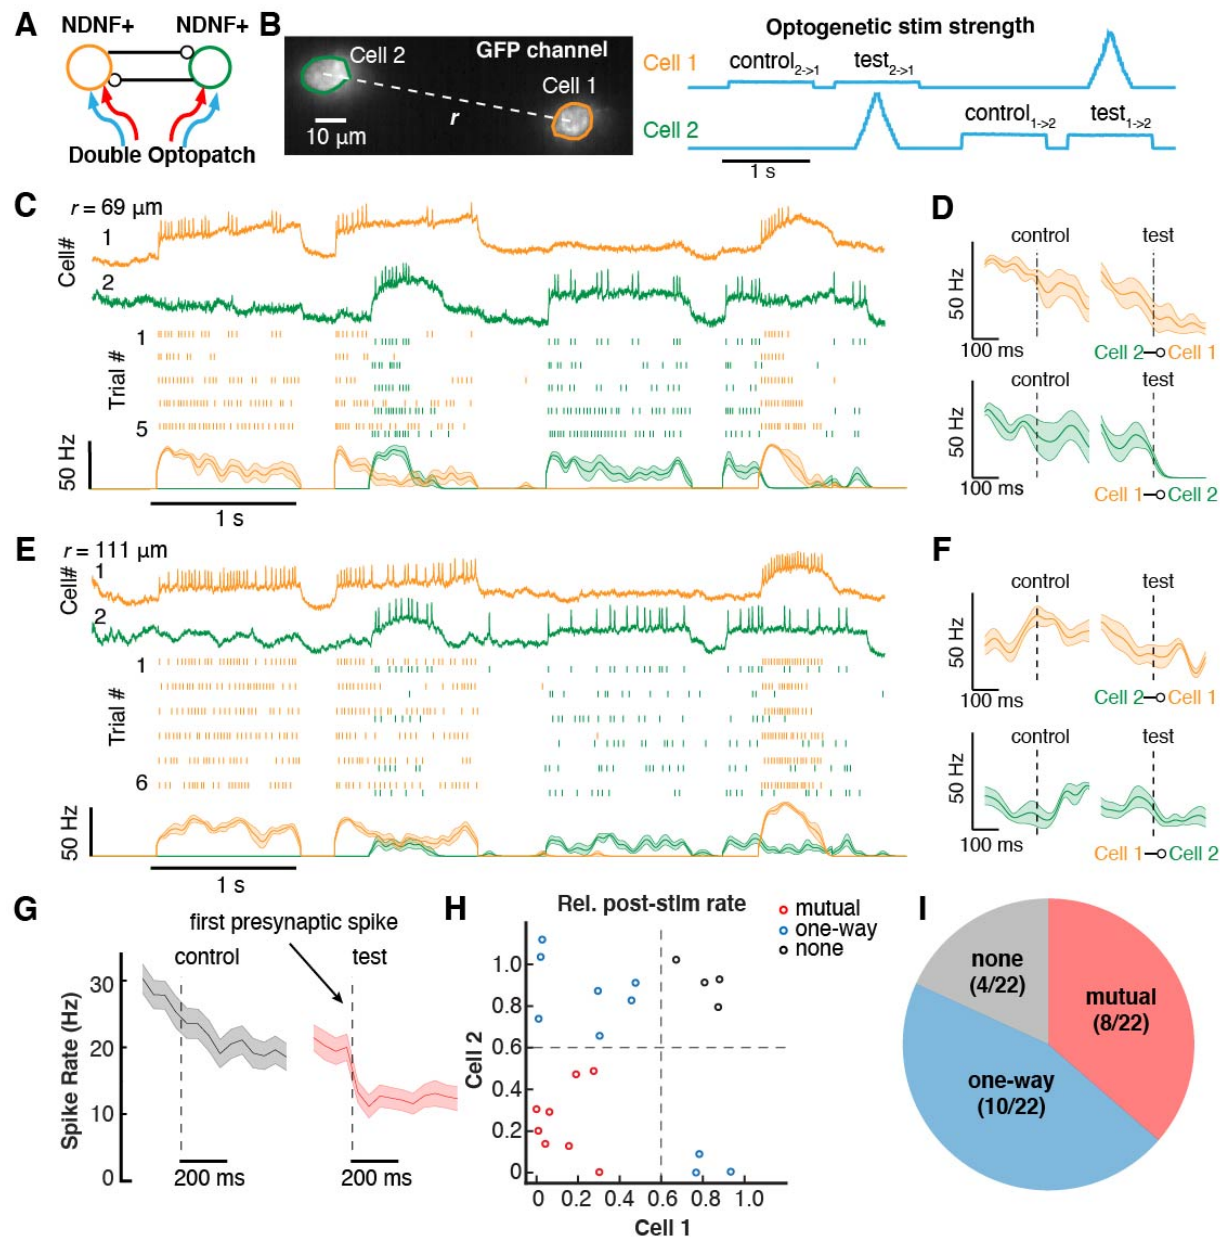 A
NDNF+ NDNF+
Double Optopatch
B
Cell 2
GFP channel
Cell 1
r
10 µm
Optogenetic stim strength
Cell 1
control2->1 test2->1
Cell 2
control1->2 test1->2
1 s
C
r = 69 µm
Cell#
1
2
Trial #
1
5
50 Hz
1 s
D
control test
50 Hz
100 ms
Cell 2 Cell 1
control test
50 Hz
100 ms
Cell 1 Cell 2
E
r = 111 µm
Cell#
1
2
Trial #
1
6
50 Hz
1 s
F
control test
50 Hz
100 ms
Cell 2 Cell 1
control test
50 Hz
100 ms
Cell 1 Cell 2
G
first presynaptic spike
control test
Spike Rate (Hz)
30
20
10
0
200 ms 200 ms
H
Rel. post-stim rate
mutual
one-way
none
Cell 2
1.0
0.8
0.6
0.4
0.2
0
0 0.2 0.4 0.6 0.8 1.0
Cell 1
I
none
(4/22)
mutual
(8/22)
one-way
(10/22)